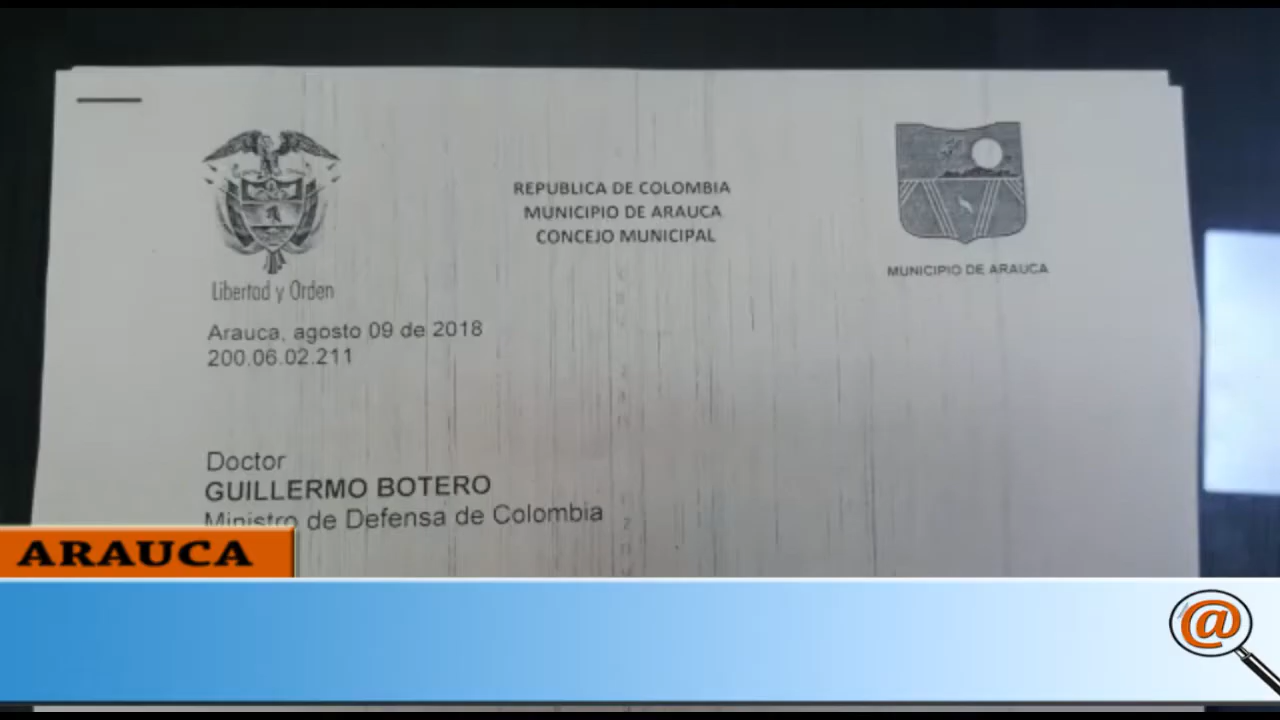 REPUBLICA DE COLOMBIA
MUNICIPIO DE ARAUCA
CONCEJO MUNICIPAL
Libertad y Orden
MUNICIPIO DE ARAUCA
Arauca, agosto 09 de 2018
200.06.02.211
Doctor
GUILLERMO BOTERO
Ministro de Defensa de Colombia
ARAUCA
@